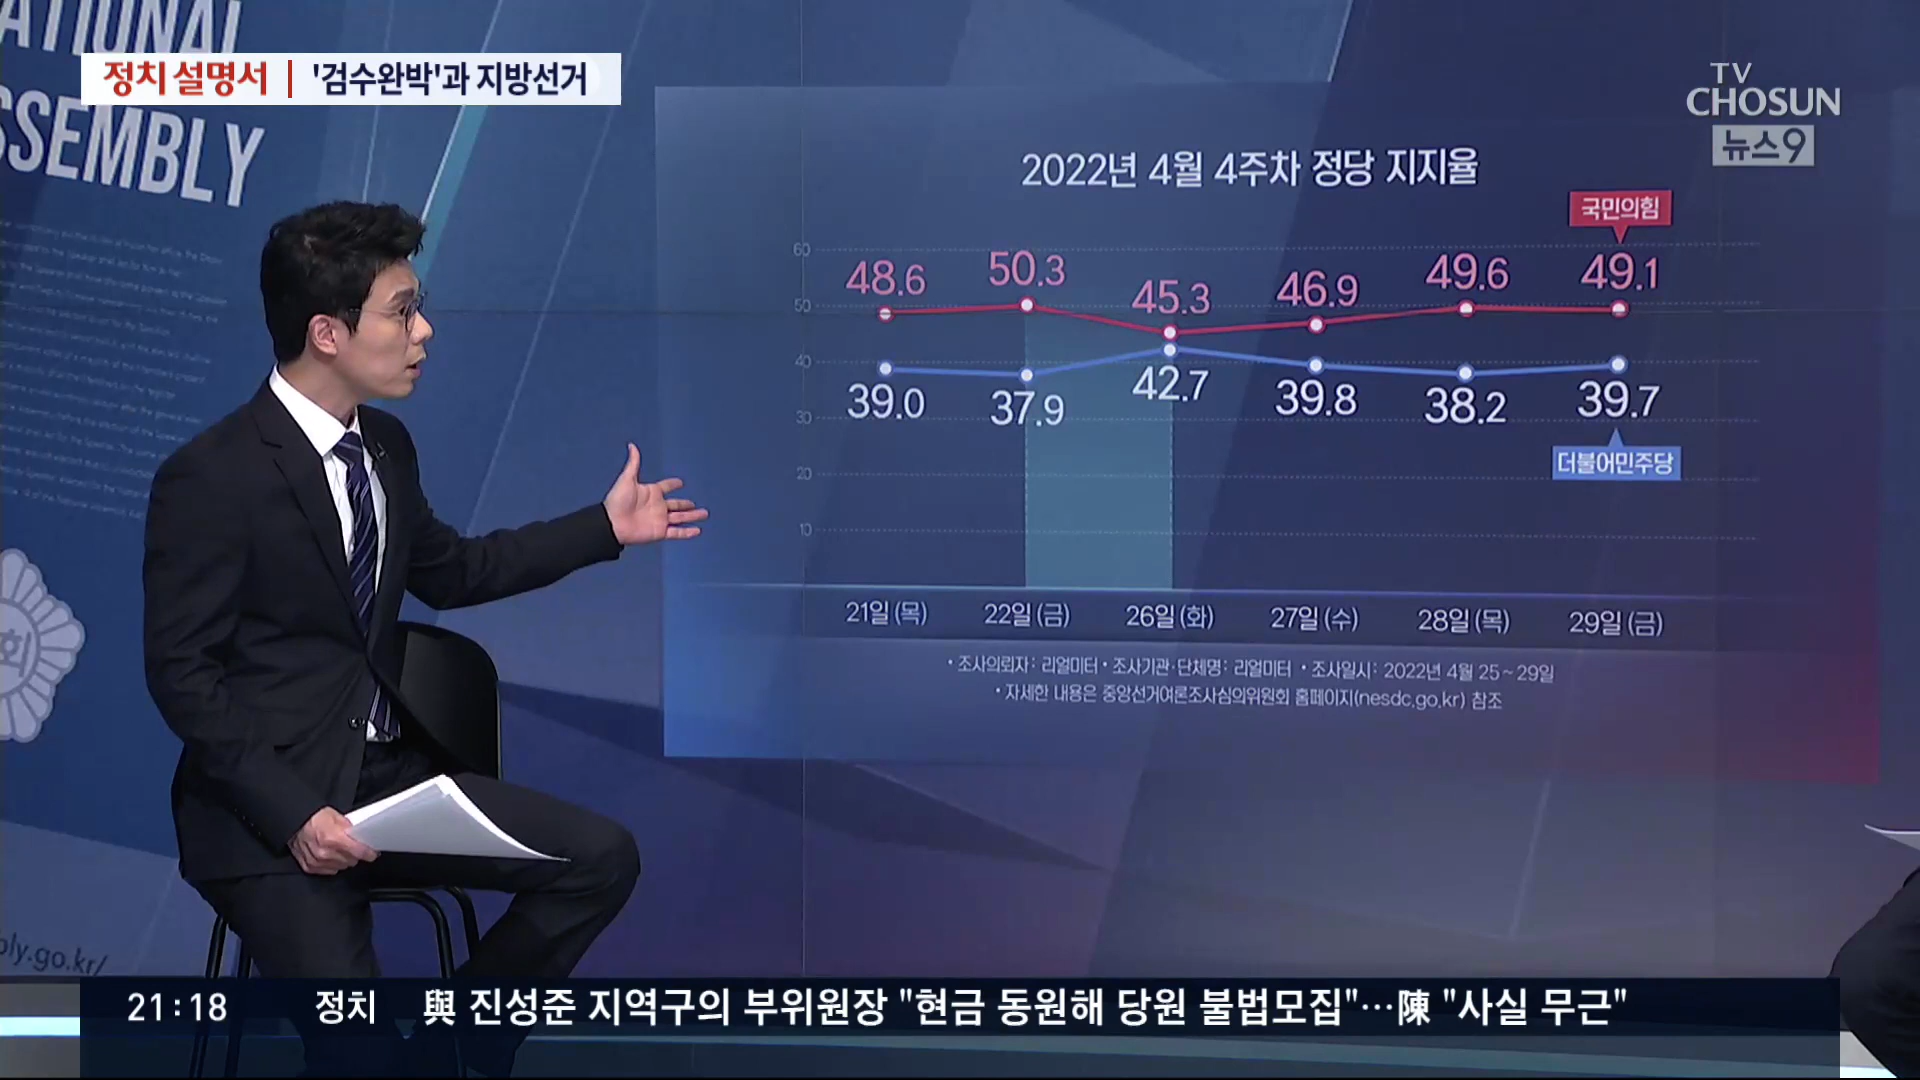 정치 설명서 | '검수완박'과 지방선거
TV
CHOSUN
뉴스9
ATIONAL
SSEMBLY
2022년 4월 4주차 정당 지지율
국민의힘
60
48.6 50.3 45.3 46.9 49.6 49.1
50
40
39.0 37.9 42.7 39.8 38.2 39.7
30
더불어민주당
20
10
21일(목) 22일(금) 26일(화) 27일(수) 28일(목) 29일(금)
• 조사의뢰자: 리얼미터 • 조사기관·단체명: 리얼미터 • 조사일시: 2022년 4월 25~29일
• 자세한 내용은 중앙선거여론조사심의위원회 홈페이지(nesdc.go.kr) 참조
회
bly.go.kr/
21:18 정치 與 진성준 지역구의 부위원장 "현금 동원해 당원 불법모집"…陳 "사실 무근"